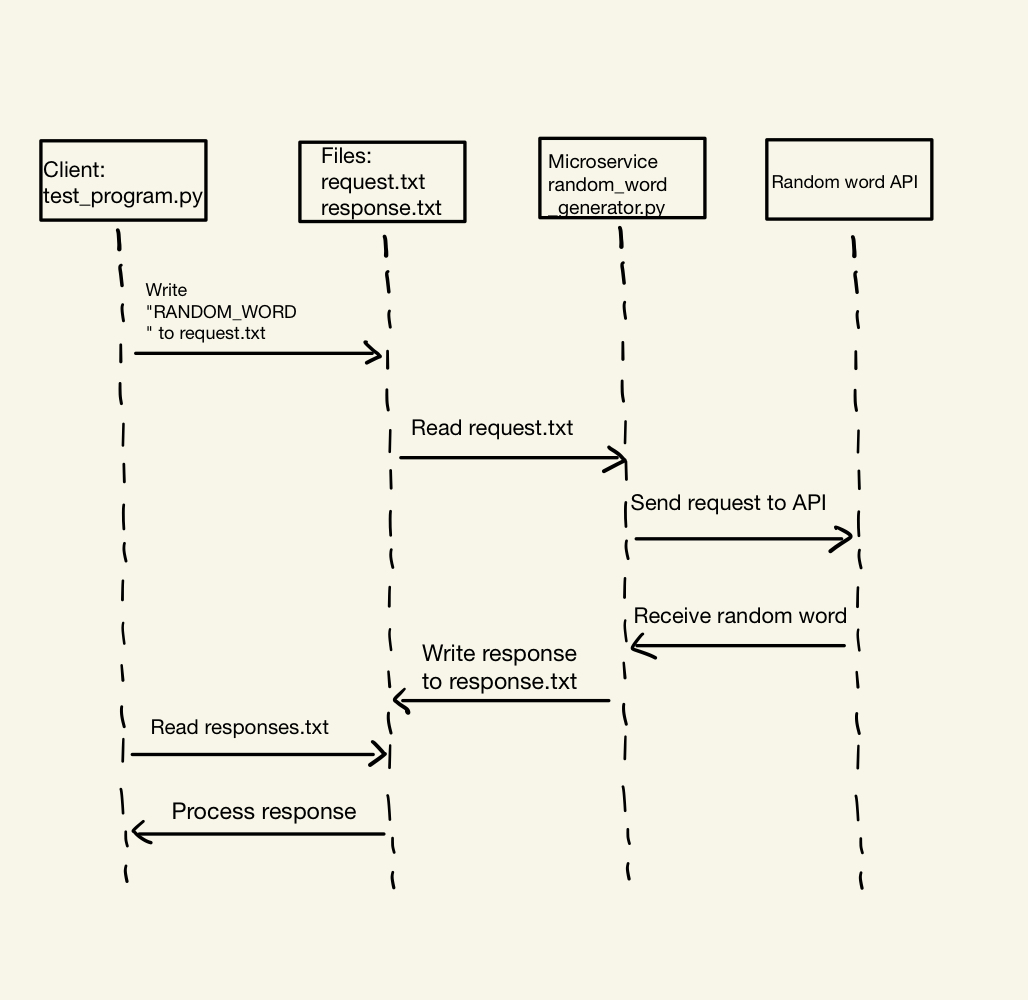 Client:
test_program.py
Files:
request.txt
response.txt
Microservice
random_word
_generator.py
Random word API
Write
"RANDOM_WORD
" to request.txt
Read request.txt
Send request to API
Receive random word
Write response
to response.txt
Read responses.txt
Process response